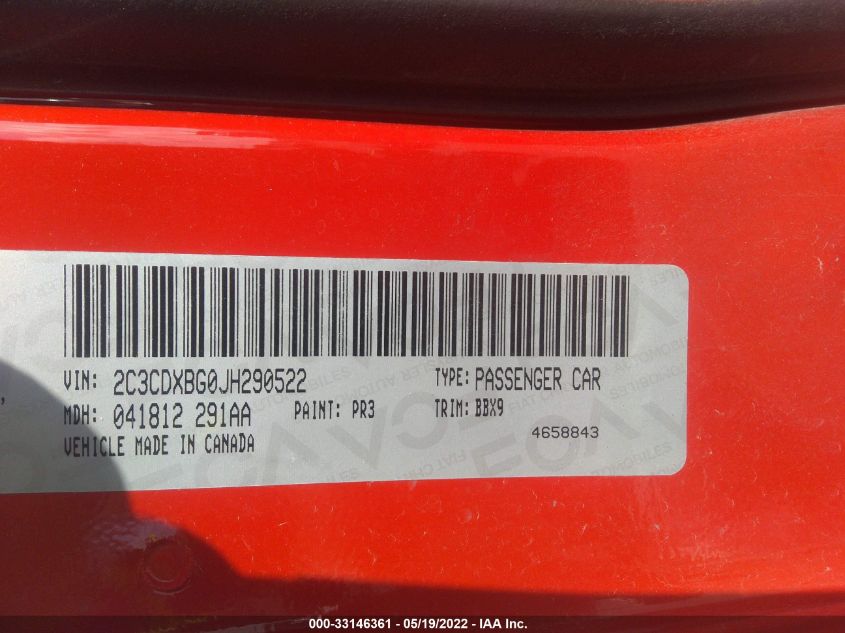 VIN: 2C3CDXBG0JH290522 TYPE: PASSENGER CAR
MDH: 041812 291AA PAINT: PR3 TRIM: BBX9
VEHICLE MADE IN CANADA 4658843
000-33146361 - 05/19/2022 - IAA Inc.